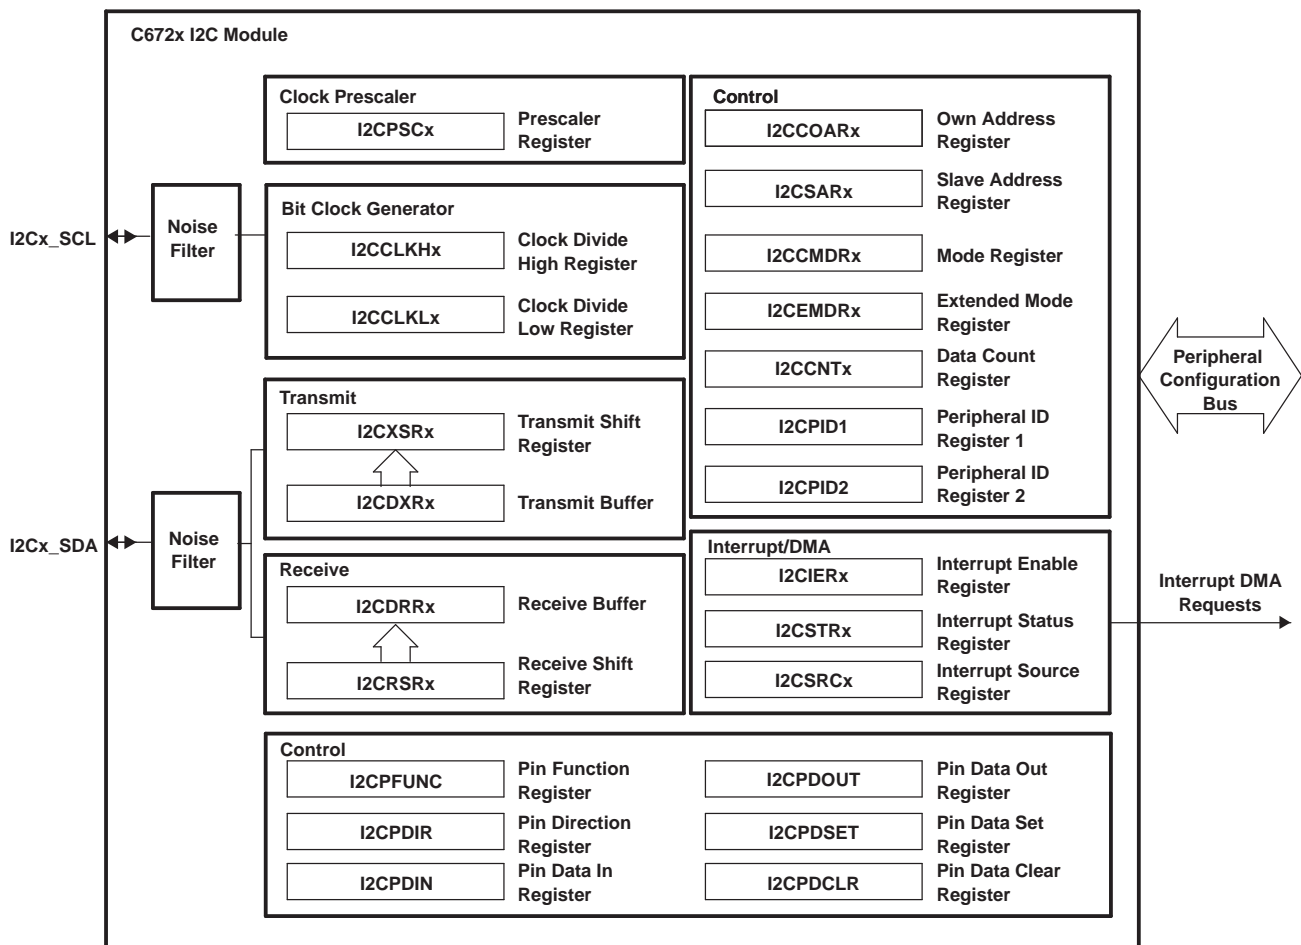 C672x I2C Module
Clock Prescaler
I2CPSCx
Prescaler
Register
I2Cx_SCL
Noise
Filter
Bit Clock Generator
I2CCLKHx
Clock Divide
High Register
I2CCLKLx
Clock Divide
Low Register
Transmit
I2CXSRx
Transmit Shift
Register
I2CDXRx
Transmit Buffer
I2Cx_SDA
Noise
Filter
Receive
I2CDRRx
Receive Buffer
I2CRSRx
Receive Shift
Register
Control
I2CCOARx
Own Address
Register
I2CSARx
Slave Address
Register
I2CCMDRx
Mode Register
I2CEMDRx
Extended Mode
Register
I2CCNTx
Data Count
Register
I2CPID1
Peripheral ID
Register 1
I2CPID2
Peripheral ID
Register 2
Peripheral
Configuration
Bus
Interrupt/DMA
I2CIERx
Interrupt Enable
Register
I2CSTRx
Interrupt Status
Register
I2CSRCx
Interrupt Source
Register
Interrupt DMA
Requests
Control
I2CPFUNC
Pin Function
Register
I2CPDIR
Pin Direction
Register
I2CPDIN
Pin Data In
Register
I2CPDOUT
Pin Data Out
Register
I2CPDSET
Pin Data Set
Register
I2CPDCLR
Pin Data Clear
Register